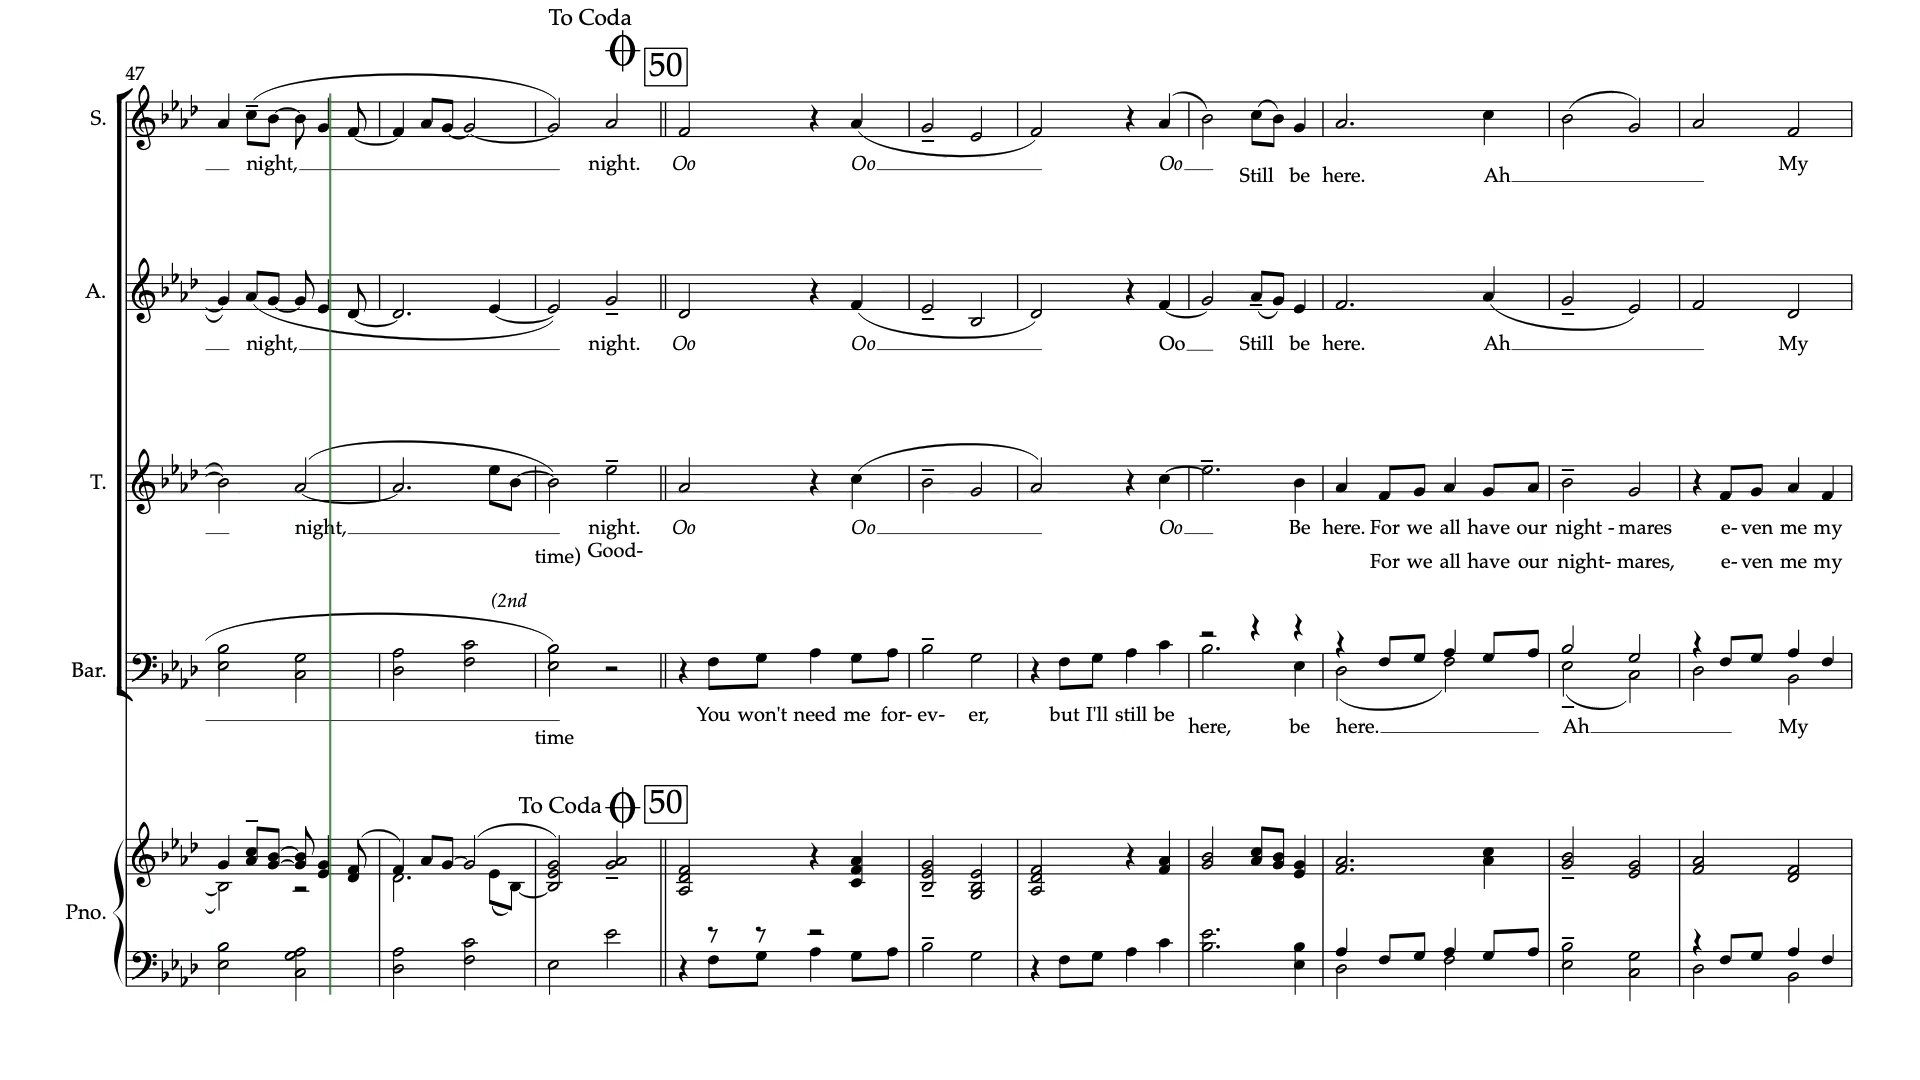 To Coda
50
47
S.
night, night. Oo Oo Oo My
Still be here. Ah
A.
night, night. Oo Oo Oo Still be here. Ah My
T.
night, night. Oo Oo Oo Be here. For we all have our night - mares e- ven me my
time) Good-
For we all have our night- mares, e- ven me my
(2nd
Bar.
You won't need me for- ev- er, but I'll still be
here, be here. Ah My
time
To Coda 50
Pno.